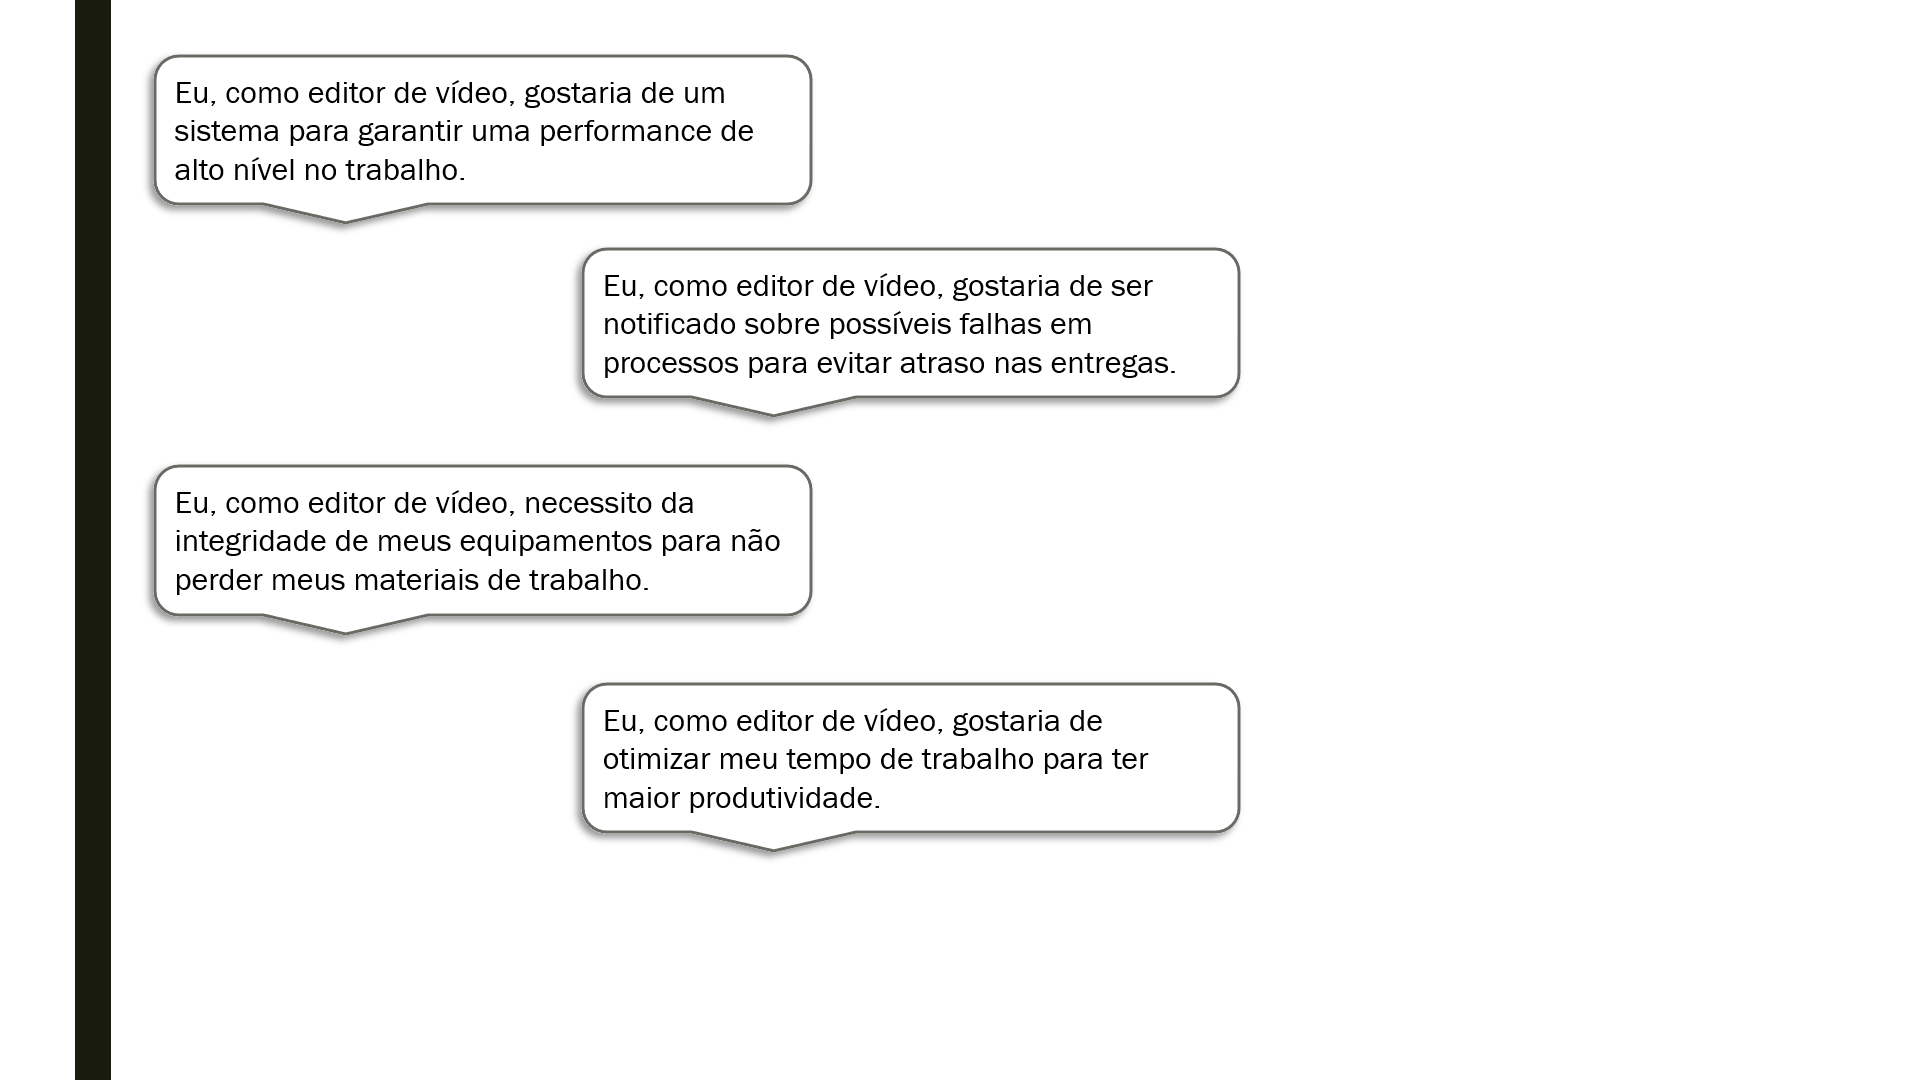 Eu, como editor de vídeo, gostaria de um
sistema para garantir uma performance de
alto nível no trabalho.
Eu, como editor de vídeo, gostaria de ser
notificado sobre possíveis falhas em
processos para evitar atraso nas entregas.
Eu, como editor de vídeo, necessito da
integridade de meus equipamentos para não
perder meus materiais de trabalho.
Eu, como editor de vídeo, gostaria de
otimizar meu tempo de trabalho para ter
maior produtividade.